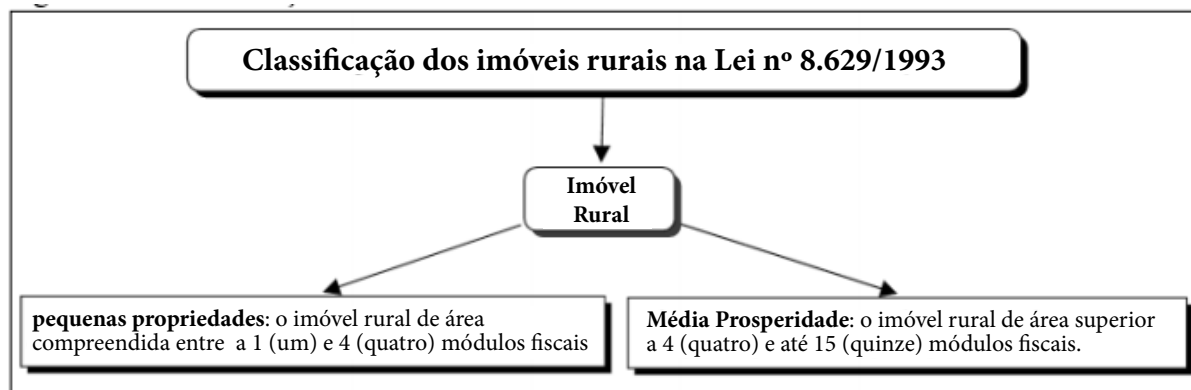 Classificação dos imóveis rurais na Lei nº 8.629/1993
Imóvel
Rural
pequenas propriedades: o imóvel rural de área
compreendida entre a 1 (um) e 4 (quatro) módulos fiscais
Média Prosperidade: o imóvel rural de área superior
a 4 (quatro) e até 15 (quinze) módulos fiscais.